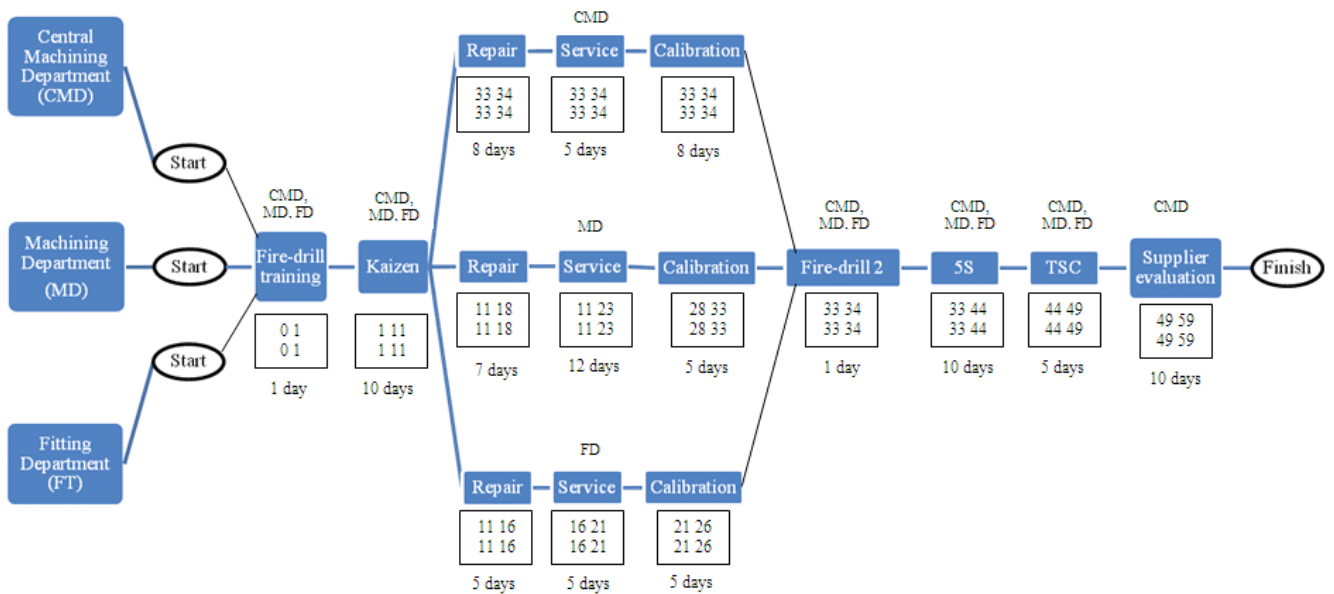 Central
Machining
Department
(CMD)
Start
Machining
Department
(MD)
Start
Fitting
Department
(FT)
Start
CMD,
MD, FD
Fire-drill
training
0 1
0 1
1 day
CMD,
MD, FD
Kaizen
1 11
1 11
10 days
CMD
Repair
33 34
33 34
8 days
Service
33 34
33 34
5 days
Calibration
33 34
33 34
8 days
MD
Repair
11 18
11 18
7 days
Service
11 23
11 23
12 days
Calibration
28 33
28 33
5 days
FD
Repair
11 16
11 16
5 days
Service
16 21
16 21
5 days
Calibration
21 26
21 26
5 days
CMD,
MD, FD
Fire-drill 2
33 34
33 34
1 day
CMD,
MD, FD
5S
33 44
33 44
10 days
CMD,
MD, FD
TSC
44 49
44 49
5 days
CMD
Supplier
evaluation
49 59
49 59
10 days
Finish